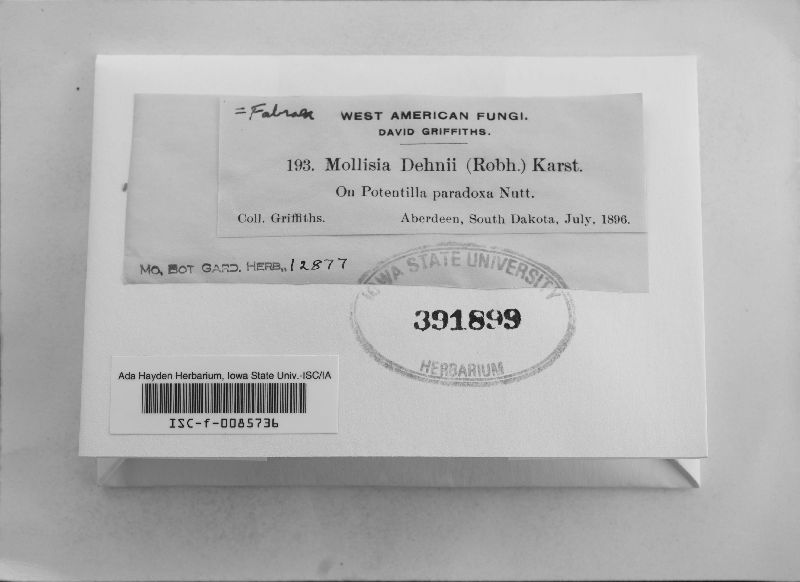 = Fabraea
WEST AMERICAN FUNGI.
DAVID GRIFFITHS.
193. Mollisia Dehnii (Robh.) Karst.
On Potentilla paradoxa Nutt.
Coll. Griffiths. Aberdeen, South Dakota, July, 1896.
MO. BOT GARD. HERB., 12877
IOWA STATE UNIVERSITY
391899
HERBARIUM
Ada Hayden Herbarium, Iowa State Univ.-ISC/IA
ISC-f-0085736